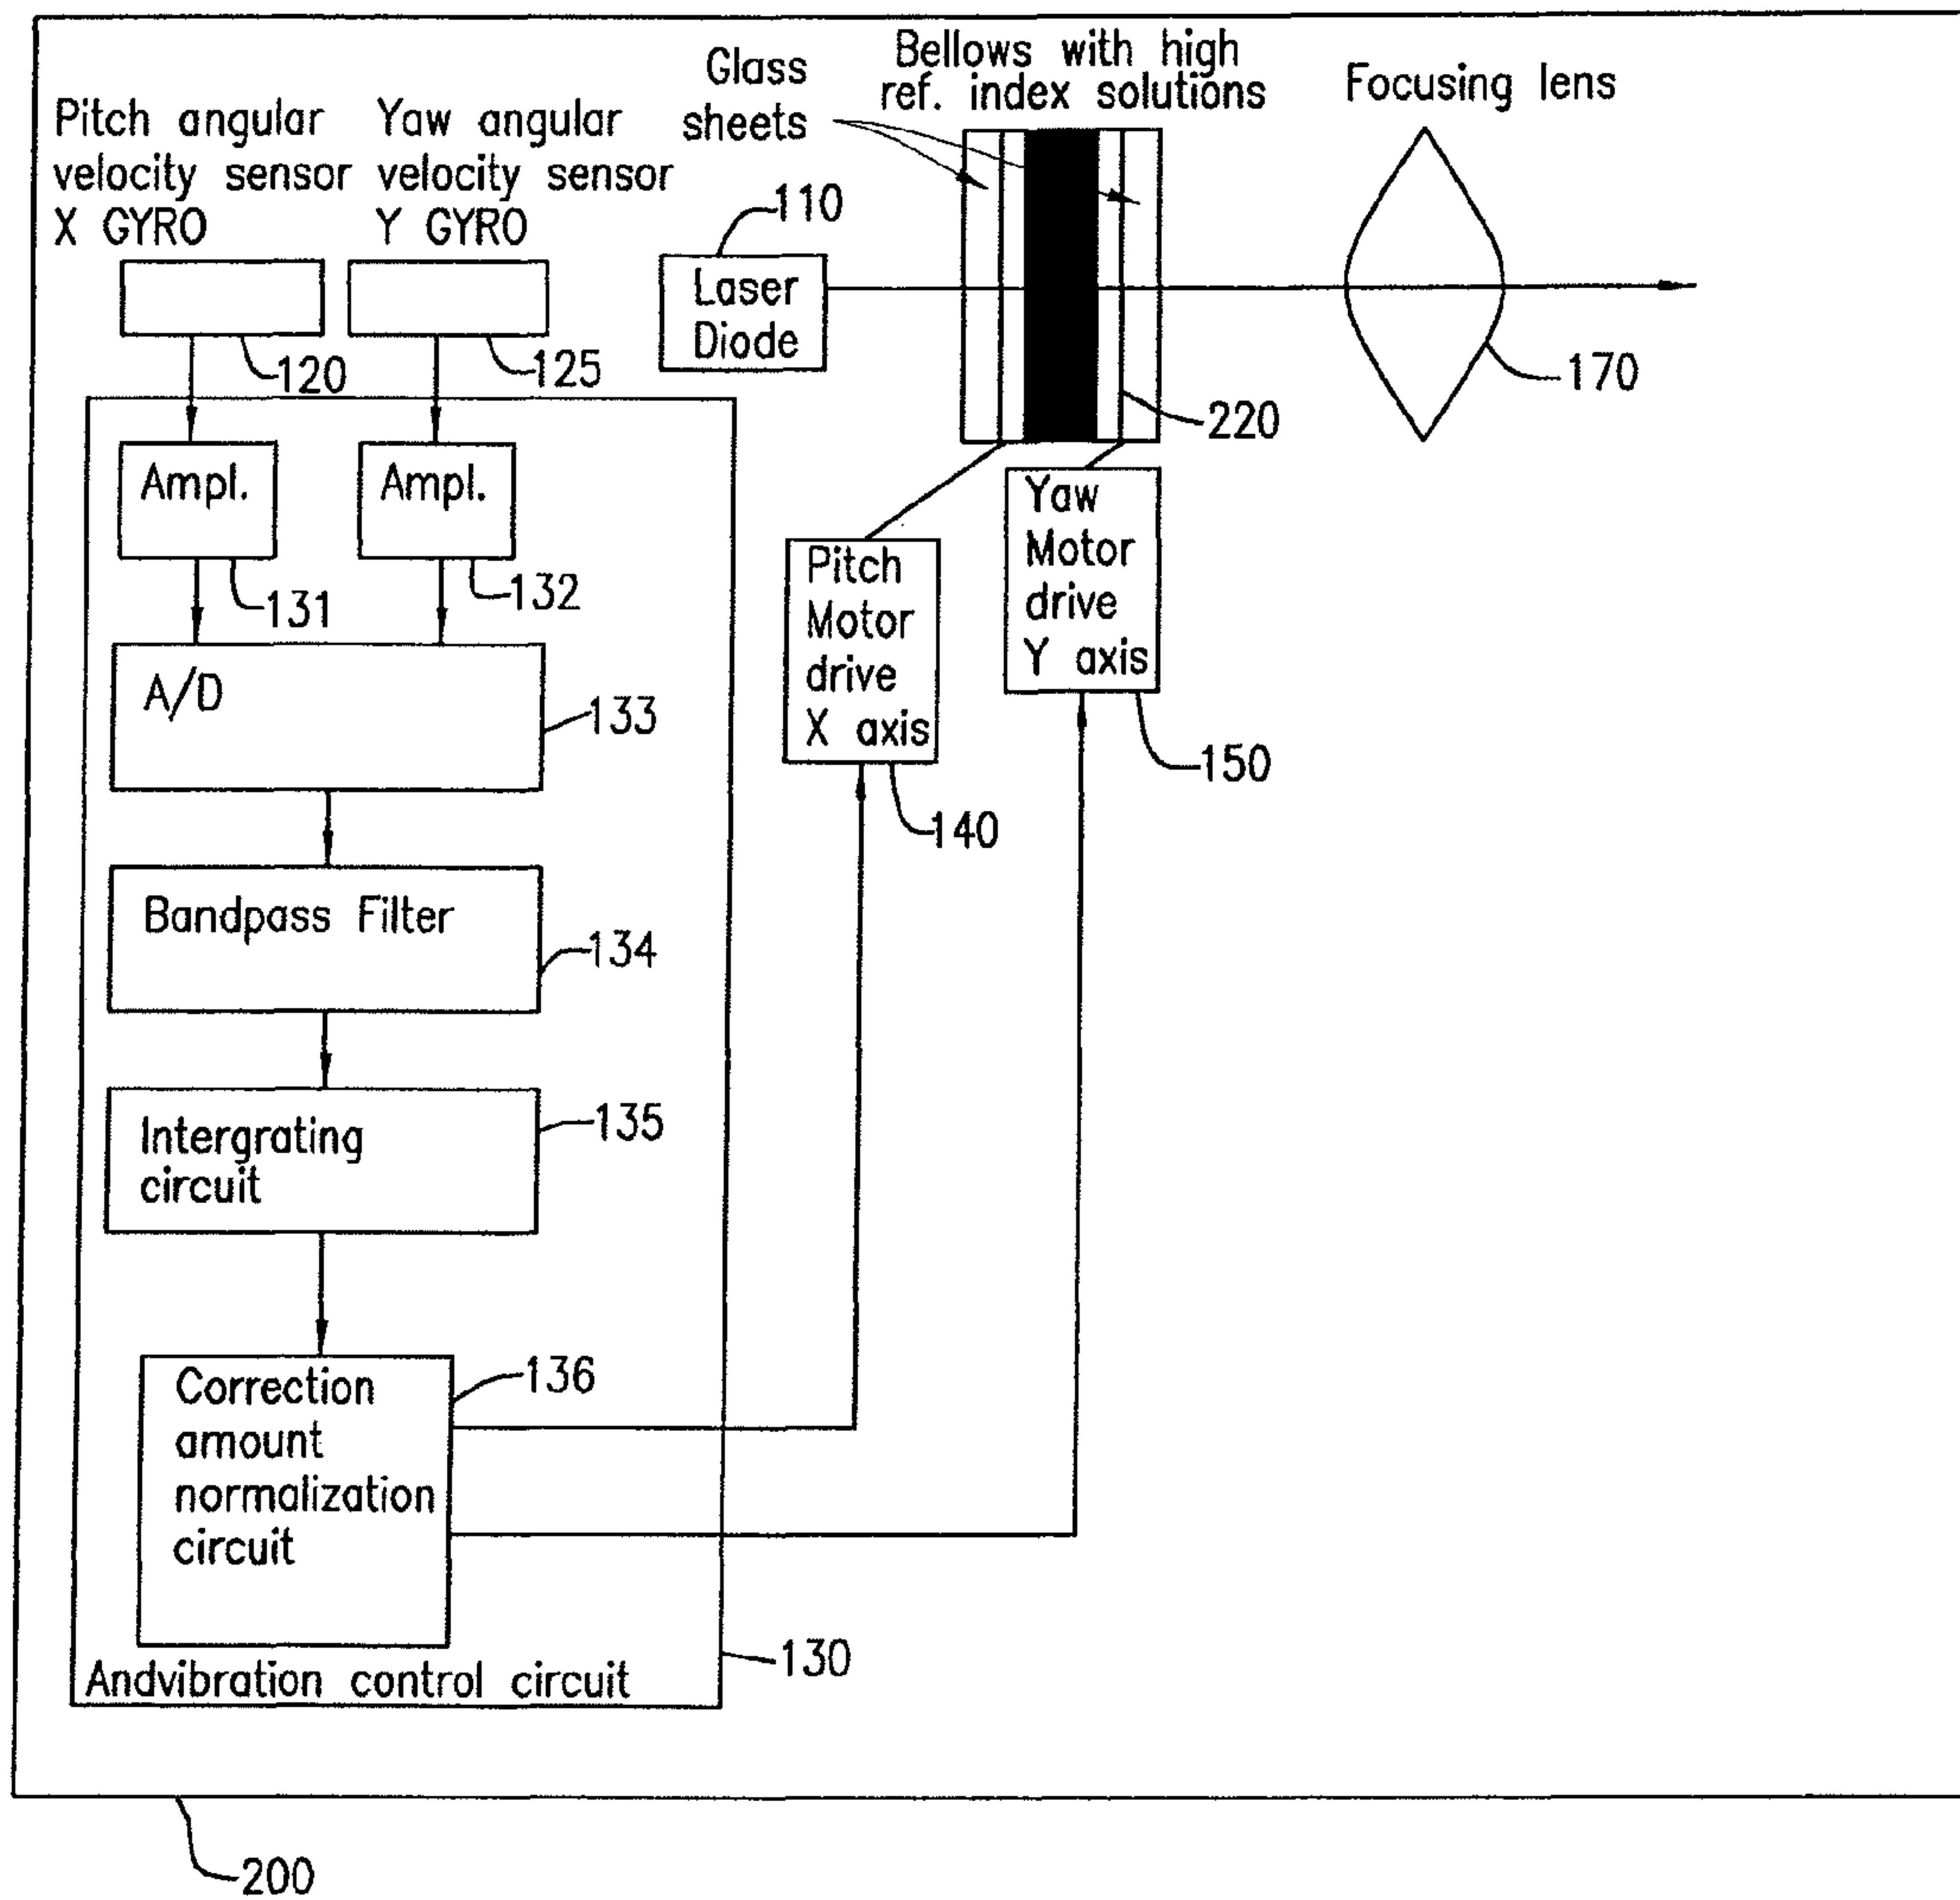 Pitch angular
velocity sensor
X GYRO
Yaw angular
velocity sensor
Y GYRO
Glass
sheets
Bellows with high
ref. index solutions
Focusing lens
110
Laser
Diode
120
125
170
220
Ampl.
Ampl.
131
132
Pitch
Motor
drive
X axis
Yaw
Motor
drive
Y axis
A/D
133
150
140
Bandpass Filter
134
Intergrating
circuit
135
Correction
amount
normalization
circuit
136
Andvibration control circuit
130
200